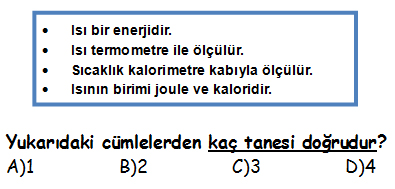 • Isı bir enerjidir.
• Isı termometre ile ölçülür.
• Sıcaklık kalorimetre kabıyla ölçülür.
• Isının birimi joule ve kaloridir.
Yukarıdaki cümlelerden kaç tanesi doğrudur?
A)1 B)2 C)3 D)4